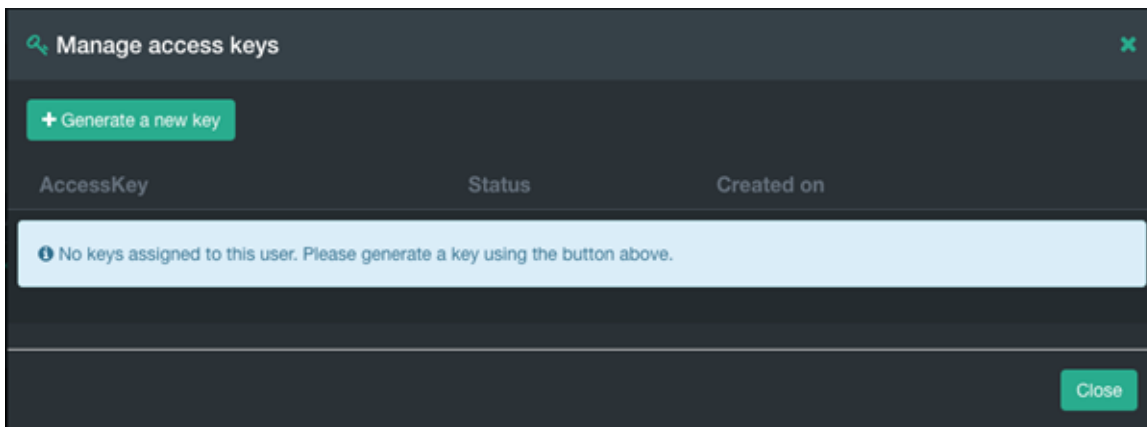 Manage access keys
Generate a new key
AccessKey Status Created on
No keys assigned to this user. Please generate a key using the button above.
Close